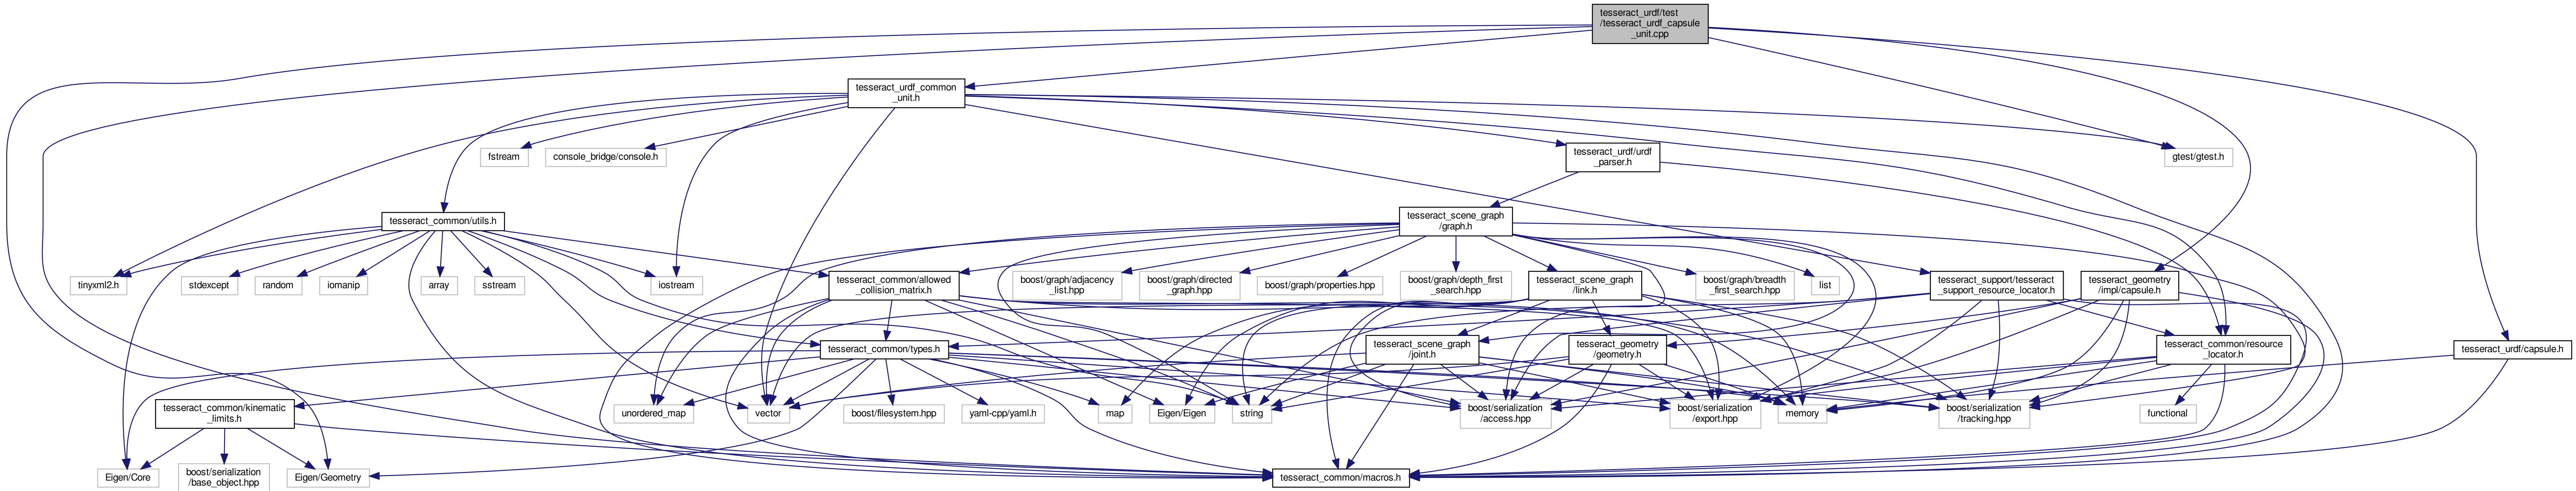 tesseract_urdf/test
/tesseract_urdf_capsule
_unit.cpp
tesseract_urdf_common
_unit.h
fstream
console_bridge/console.h
tesseract_urdf/urdf
_parser.h
gtest/gtest.h
tesseract_common/utils.h
tesseract_scene_graph
/graph.h
tinyxml2.h
stdexcept
random
iomanip
array
sstream
iostream
tesseract_common/allowed
_collision_matrix.h
boost/graph/adjacency
_list.hpp
boost/graph/directed
_graph.hpp
boost/graph/properties.hpp
boost/graph/depth_first
_search.hpp
tesseract_scene_graph
/link.h
boost/graph/breadth
_first_search.hpp
list
tesseract_support/tesseract
_support_resource_locator.h
tesseract_geometry
/impl/capsule.h
tesseract_common/types.h
tesseract_scene_graph
/joint.h
tesseract_geometry
/geometry.h
tesseract_common/resource
_locator.h
tesseract_urdf/capsule.h
tesseract_common/kinematic
_limits.h
unordered_map
vector
boost/filesystem.hpp
yaml-cpp/yaml.h
map
Eigen/Eigen
string
boost/serialization
/access.hpp
boost/serialization
/export.hpp
memory
boost/serialization
/tracking.hpp
functional
Eigen/Core
boost/serialization
/base_object.hpp
Eigen/Geometry
tesseract_common/macros.h